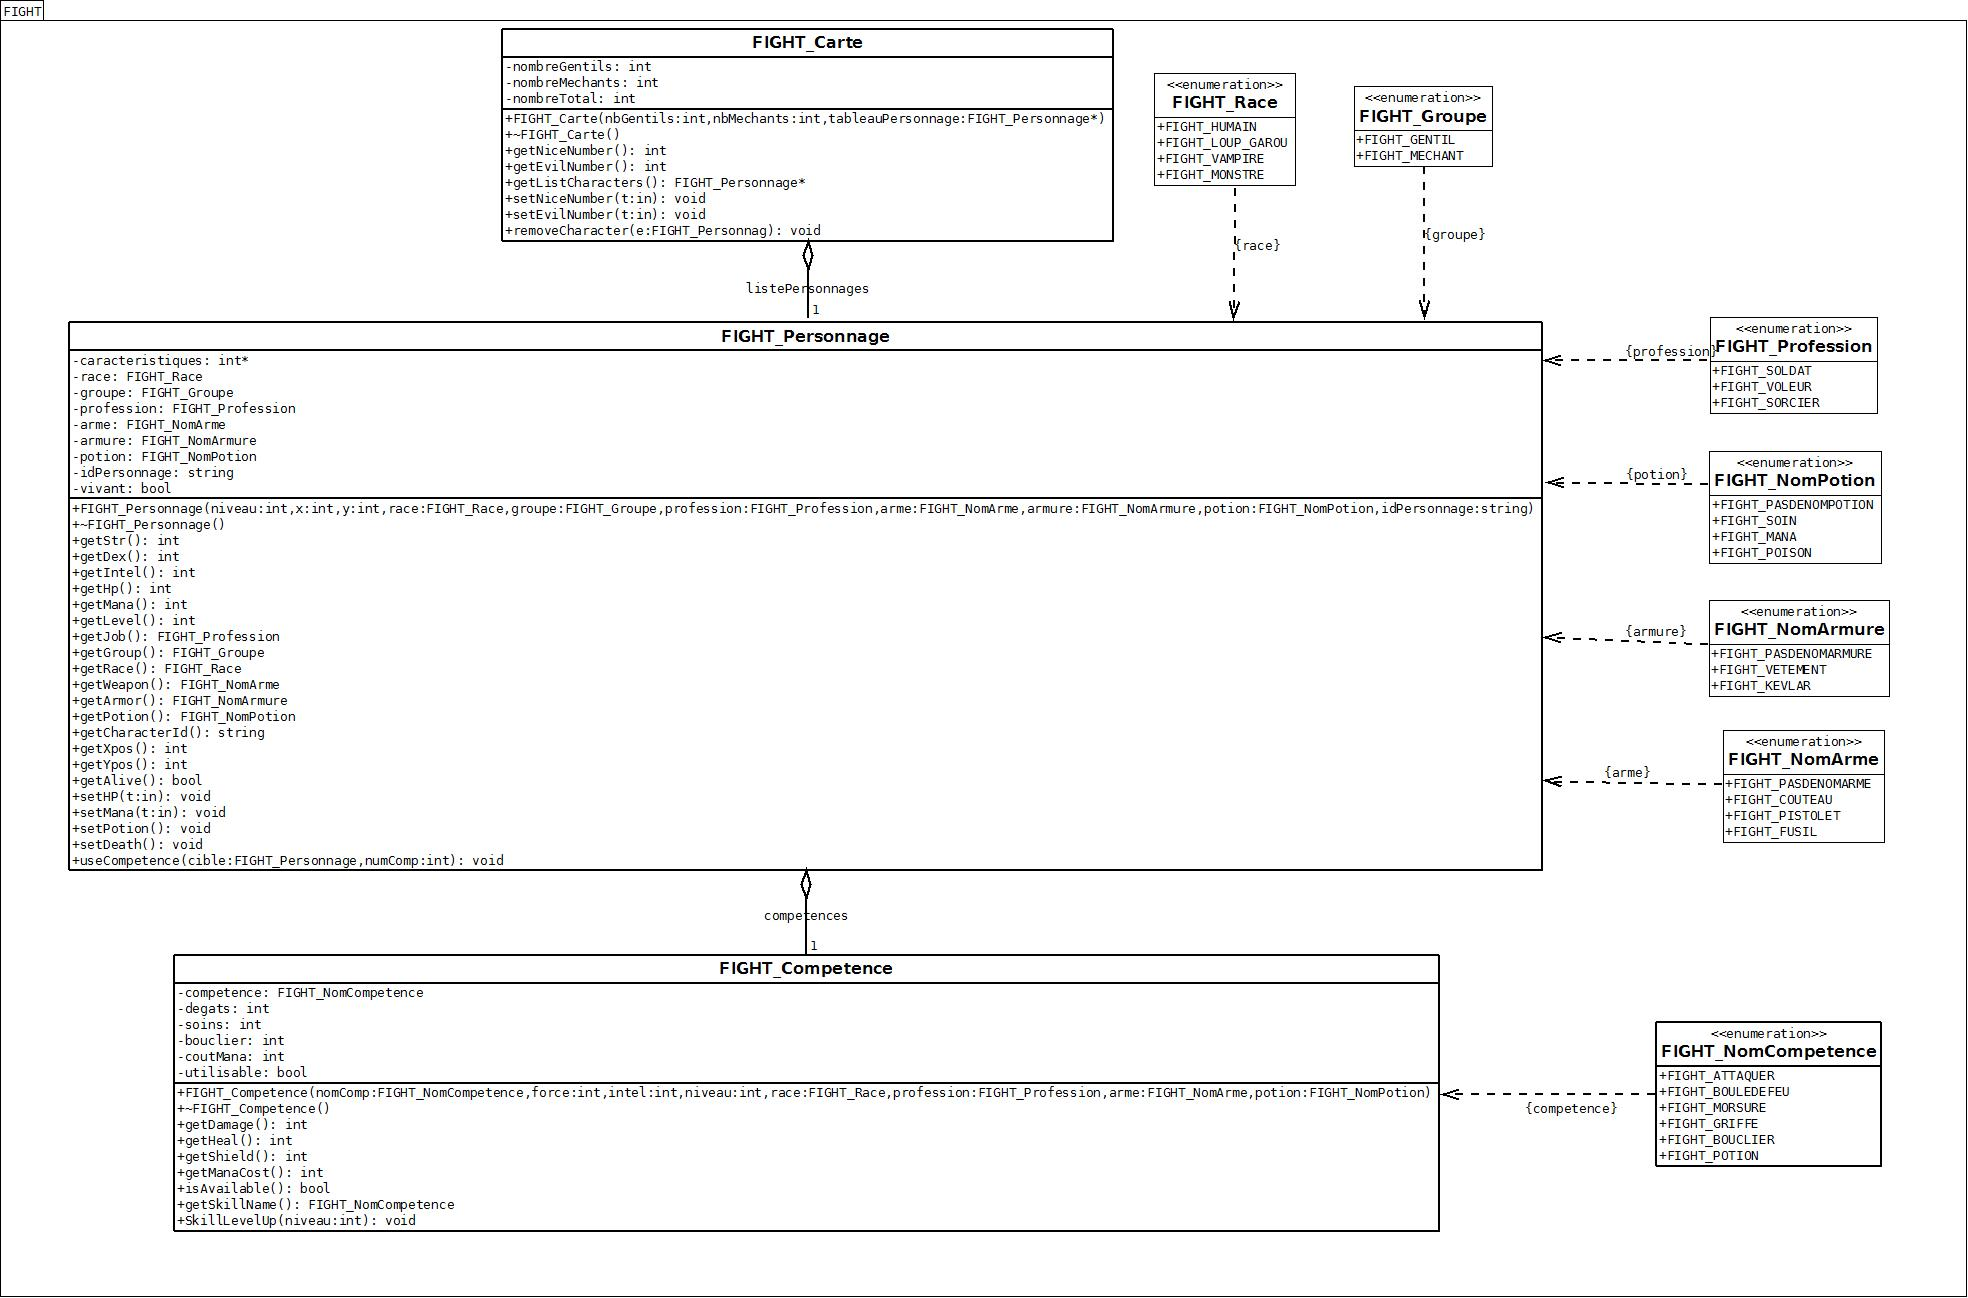 FIGHT
FIGHT_Carte
-nombreGentils: int
-nombreMechants: int
-nombreTotal: int
+FIGHT_Carte(nbGentils:int,nbMechants:int,tableauPersonnage:FIGHT_Personnage*)
+~FIGHT_Carte()
+getNiceNumber(): int
+getEvilNumber(): int
+getListCharacters(): FIGHT_Personnage*
+setNiceNumber(t:in): void
+setEvilNumber(t:in): void
+removeCharacter(e:FIGHT_Personnag): void
<<enumeration>>
FIGHT_Race
+FIGHT_HUMAIN
+FIGHT_LOUP_GAROU
+FIGHT_VAMPIRE
+FIGHT_MONSTRE
<<enumeration>>
FIGHT_Groupe
+FIGHT_GENTIL
+FIGHT_MECHANT
{race}
{groupe}
listePersonnages
1
FIGHT_Personnage
-caracteristiques: int*
-race: FIGHT_Race
-groupe: FIGHT_Groupe
-profession: FIGHT_Profession
-arme: FIGHT_NomArme
-armure: FIGHT_NomArmure
-potion: FIGHT_NomPotion
-idPersonnage: string
-vivant: bool
+FIGHT_Personnage(niveau:int,x:int,y:int,race:FIGHT_Race,groupe:FIGHT_Groupe,profession:FIGHT_Profession,arme:FIGHT_NomArme,armure:FIGHT_NomArmure,potion:FIGHT_NomPotion,idPersonnage:string)
+~FIGHT_Personnage()
+getStr(): int
+getDex(): int
+getIntel(): int
+getHp(): int
+getMana(): int
+getLevel(): int
+getJob(): FIGHT_Profession
+getGroup(): FIGHT_Groupe
+getRace(): FIGHT_Race
+getWeapon(): FIGHT_NomArme
+getArmor(): FIGHT_NomArmure
+getPotion(): FIGHT_NomPotion
+getCharacterId(): string
+getXpos(): int
+getYpos(): int
+getAlive(): bool
+setHP(t:in): void
+setMana(t:in): void
+setPotion(): void
+setDeath(): void
+useCompetence(cible:FIGHT_Personnage,numComp:int): void
{profession}
<<enumeration>>
FIGHT_Profession
+FIGHT_SOLDAT
+FIGHT_VOLEUR
+FIGHT_SORCIER
{potion}
<<enumeration>>
FIGHT_NomPotion
+FIGHT_PASDENOMPOTION
+FIGHT_SOIN
+FIGHT_MANA
+FIGHT_POISON
{armure}
<<enumeration>>
FIGHT_NomArmure
+FIGHT_PASDENOMARMURE
+FIGHT_VETEMENT
+FIGHT_KEVLAR
{arme}
<<enumeration>>
FIGHT_NomArme
+FIGHT_PASDENOMARME
+FIGHT_COUTEAU
+FIGHT_PISTOLET
+FIGHT_FUSIL
competences
1
FIGHT_Competence
-competence: FIGHT_NomCompetence
-degats: int
-soins: int
-bouclier: int
-coutMana: int
-utilisable: bool
+FIGHT_Competence(nomComp:FIGHT_NomCompetence,force:int,intel:int,niveau:int,race:FIGHT_Race,profession:FIGHT_Profession,arme:FIGHT_NomArme,potion:FIGHT_NomPotion)
+~FIGHT_Competence()
+getDamage(): int
+getHeal(): int
+getShield(): int
+getManaCost(): int
+isAvailable(): bool
+getSkillName(): FIGHT_NomCompetence
+SkillLevelUp(niveau:int): void
{competence}
<<enumeration>>
FIGHT_NomCompetence
+FIGHT_ATTAQUER
+FIGHT_BOULEDEFEU
+FIGHT_MORSURE
+FIGHT_GRIFFE
+FIGHT_BOUCLIER
+FIGHT_POTION